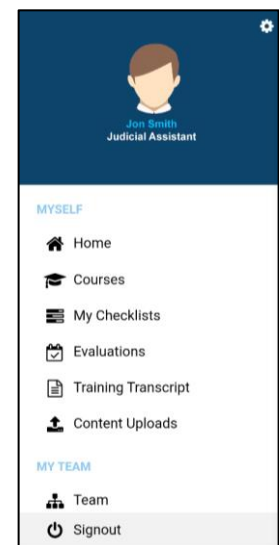 Jon Smith
Judicial Assistant
MYSELF
Home
Courses
My Checklists
Evaluations
Training Transcript
Content Uploads
MY TEAM
Team
Signout